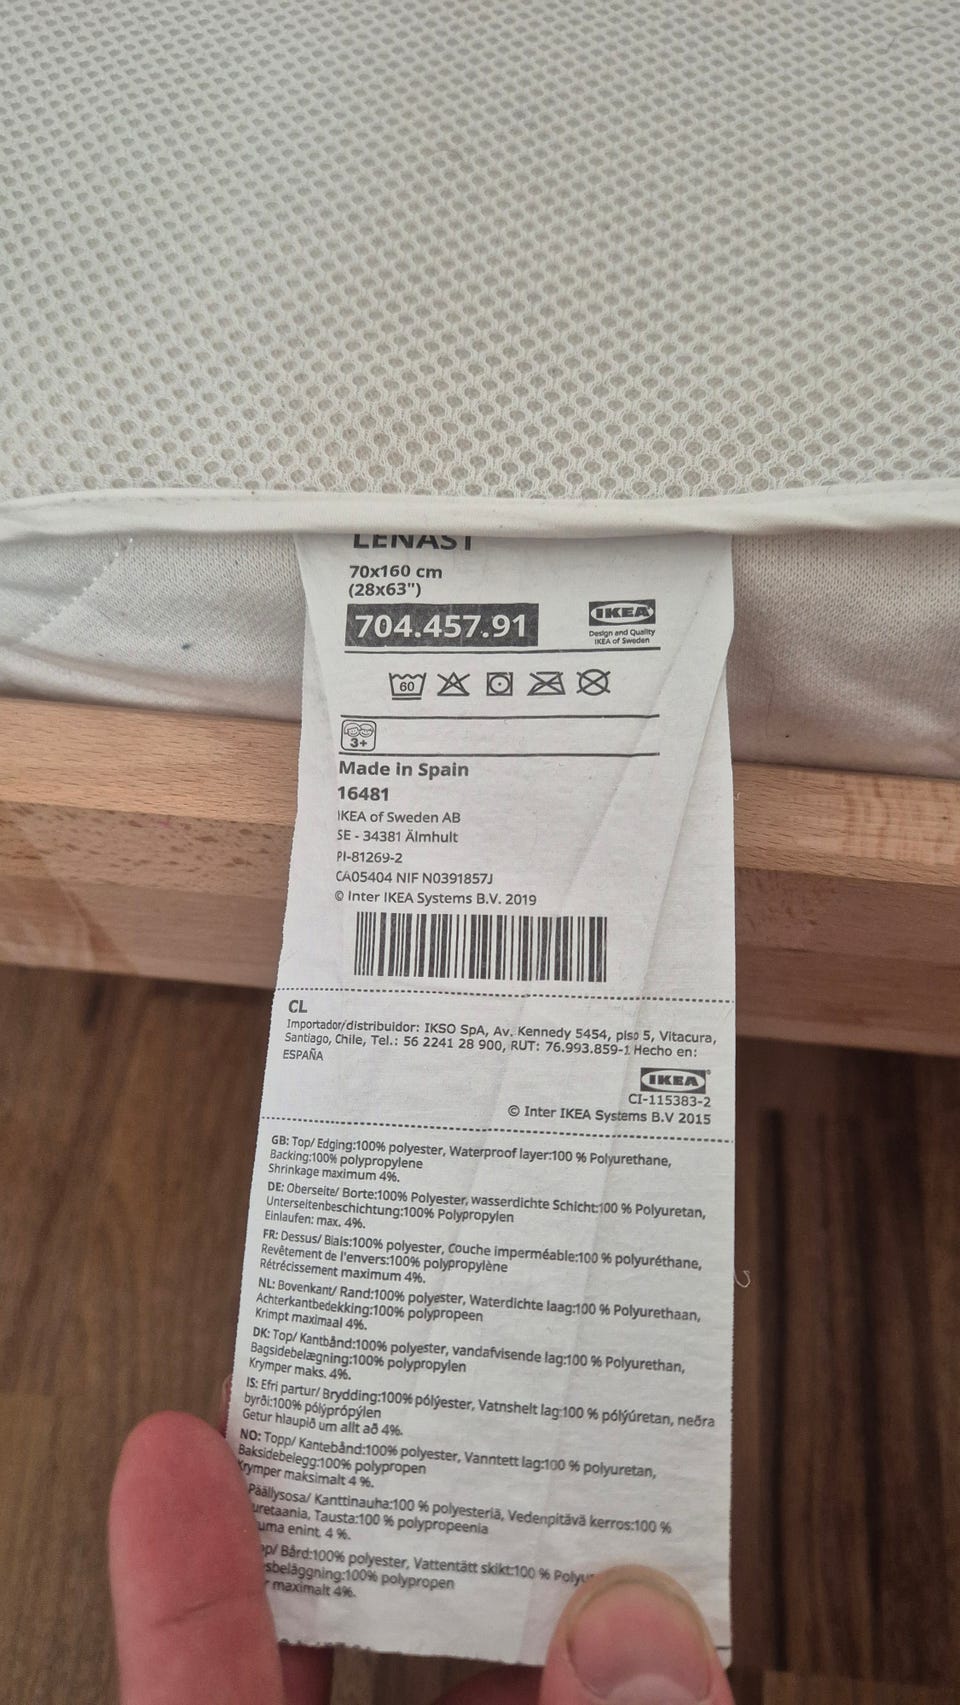 LENAST
70x160 cm
(28x63")
704.457.91
IKEA
Design and Quality
IKEA of Sweden
60
3+
Made in Spain
16481
IKEA of Sweden AB
SE - 34381 Älmhult
PI-81269-2
CA05404 NIF N0391857J
© Inter IKEA Systems B.V. 2019
CL
Importador/distribuidor: IKSO SpA, Av. Kennedy 5454, piso 5, Vitacura,
Santiago, Chile, Tel.: 56 2241 28 900, RUT: 76.993.859-1 Hecho en:
ESPAÑA
IKEA®
CI-115383-2
© Inter IKEA Systems B.V 2015
GB: Top/ Edging:100% polyester, Waterproof layer:100 % Polyurethane,
Backing:100% polypropylene
Shrinkage maximum 4%.
DE: Oberseite/ Borte:100% Polyester, wasserdichte Schicht:100 % Polyuretan,
Unterseitenbeschichtung:100% Polypropylen
Einlaufen: max. 4%.
FR: Dessus/ Biais:100% polyester, Couche imperméable:100 % polyuréthane,
Revêtement de l'envers:100% polypropylène
Rétrécissement maximum 4%.
NL: Bovenkant/ Rand:100% polyester, Waterdichte laag:100 % Polyurethaan,
Achterkantbedekking:100% polypropeen
Krimpt maximaal 4%.
DK: Top/ Kantbånd:100% polyester, vandafvisende lag:100 % Polyurethan,
Bagsidebelægning:100% polypropylen
Krymper maks. 4%.
IS: Efri partur/ Brydding:100% pólýester, Vatnshelt lag:100 % pólýúretan, neðra
byrði:100% pólýprópýlen
Getur hlaupið um allt að 4%.
NO: Topp/ Kantebånd:100% polyester, Vanntett lag:100 % polyuretan,
Baksidebelegg:100% polypropen
Krymper maksimalt 4 %.
Päällysosa/ Kanttinauha:100 % polyesteriä, Vedenpitävä kerros:100 %
uretaania, Tausta:100 % polypropeenia
uma enint. 4 %.
op/ Bård:100% polyester, Vattentätt skikt:100 % Polyu
sbeläggning:100% polypropen
r maximalt 4%.